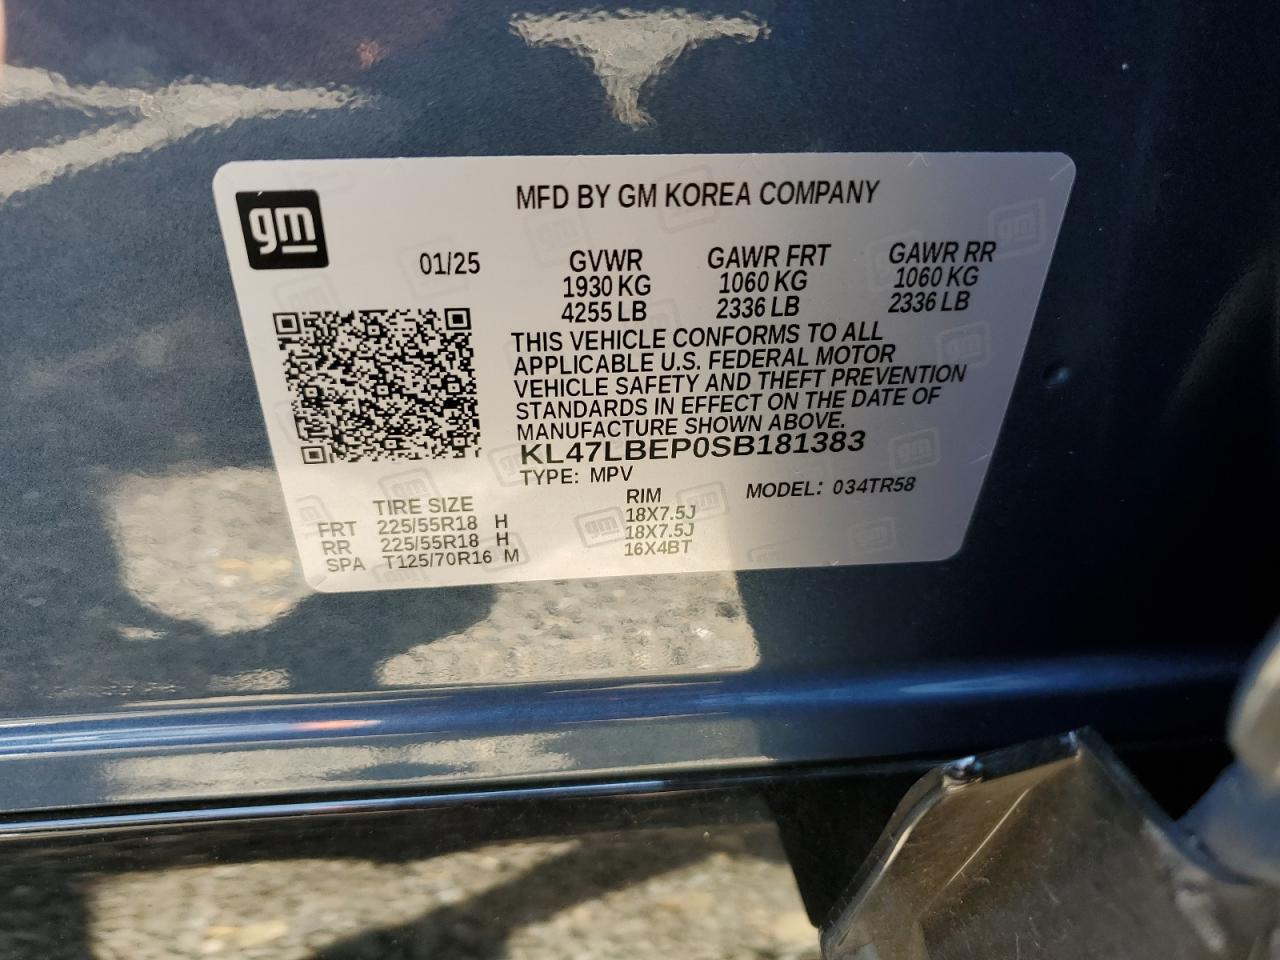 gm
MFD BY GM KOREA COMPANY
01/25
GVWR GAWR FRT GAWR RR
1930 KG 1060 KG 1060 KG
4255 LB 2336 LB 2336 LB
THIS VEHICLE CONFORMS TO ALL
APPLICABLE U.S. FEDERAL MOTOR
VEHICLE SAFETY AND THEFT PREVENTION
STANDARDS IN EFFECT ON THE DATE OF
MANUFACTURE SHOWN ABOVE.
KL47LBEP0SB181383
TYPE: MPV MODEL: 034TR58
TIRE SIZE RIM
FRT 225/55R18 H 18X7.5J
RR 225/55R18 H 18X7.5J
SPA T125/70R16 M 16X4BT